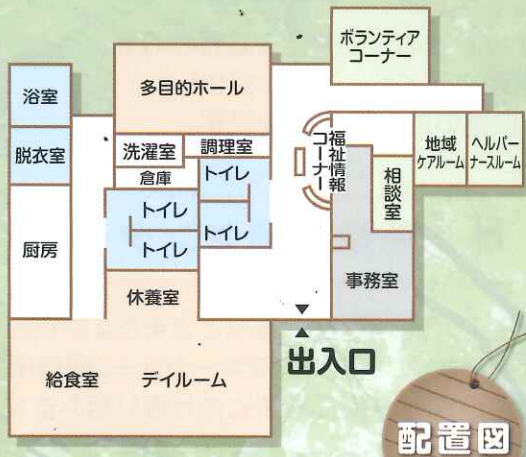 ボランティア
コーナー
浴室
多目的ホール
脱衣室
洗濯室
調理室
福祉情報
コーナー
地域
ケアルーム
ヘルパー
ナースルーム
倉庫
トイレ
相談室
トイレ
トイレ
トイレ
厨房
事務室
休養室
出入口
給食室
デイルーム
配置図